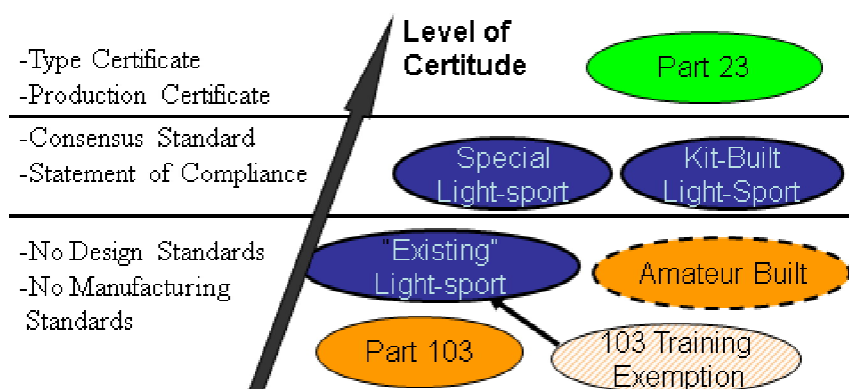 Level of
Certitude
-Type Certificate
-Production Certificate
Part 23
-Consensus Standard
-Statement of Compliance
Special
Light-sport
Kit-Built
Light-Sport
-No Design Standards
-No Manufacturing
Standards
"Existing"
Light-sport
Amateur Built
Part 103
103 Training
Exemption